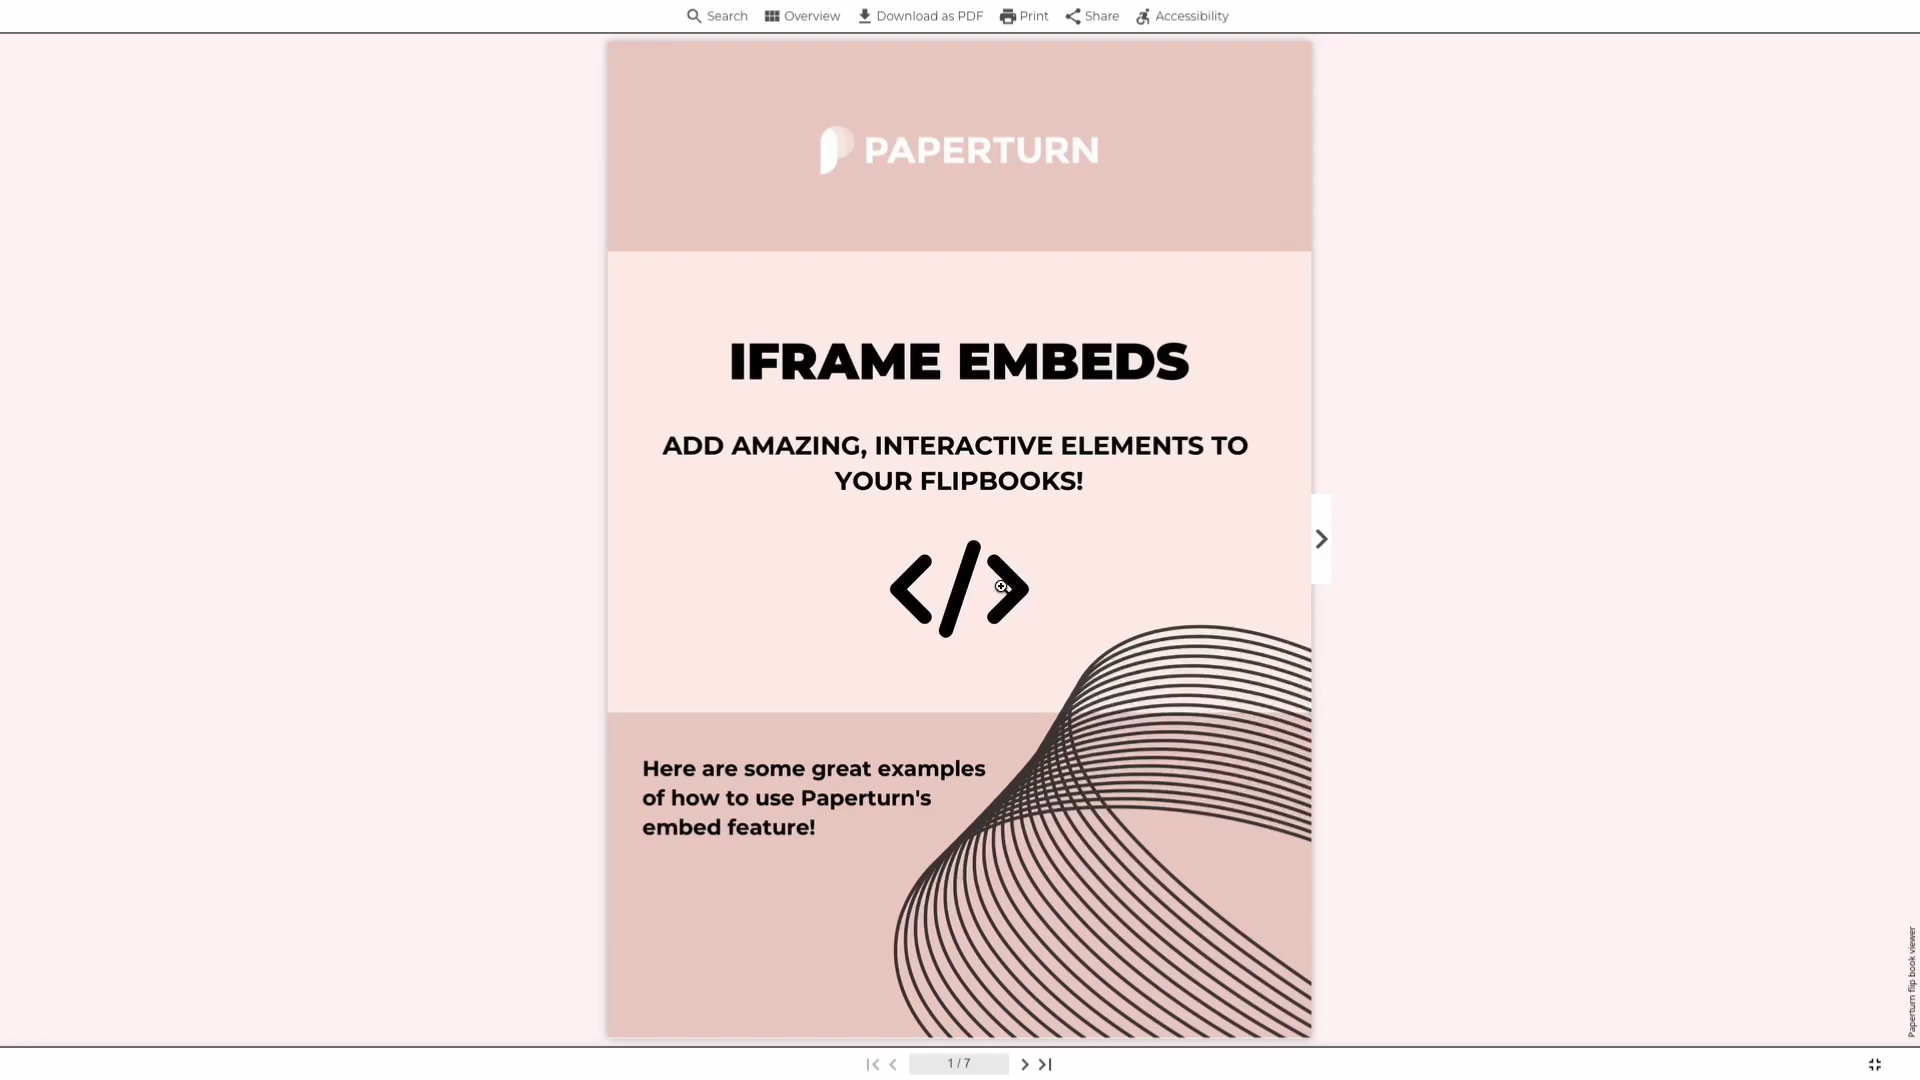 Search Overview Download as PDF Print Share Accessibility
PAPERTURN
IFRAME EMBEDS
ADD AMAZING, INTERACTIVE ELEMENTS TO
YOUR FLIPBOOKS!
</>
Here are some great examples
of how to use Paperturn's
embed feature!
Paperturn flip book viewer
1 / 7